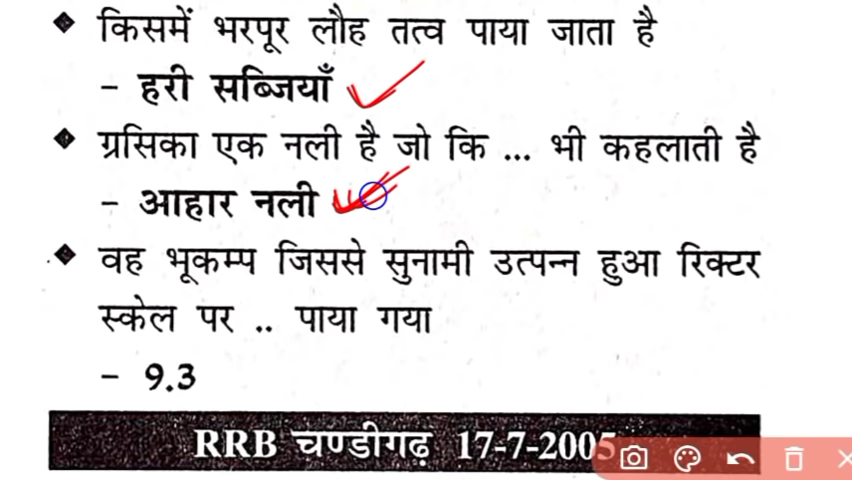 किसमें भरपूर लौह तत्व पाया जाता है
– हरी सब्जियाँ
ग्रसिका एक नली है जो कि ... भी कहलाती है
– आहार नली
वह भूकम्प जिससे सुनामी उत्पन्न हुआ रिक्टर
स्केल पर .. पाया गया
– 9.3
RRB चण्डीगढ़ 17-7-2005